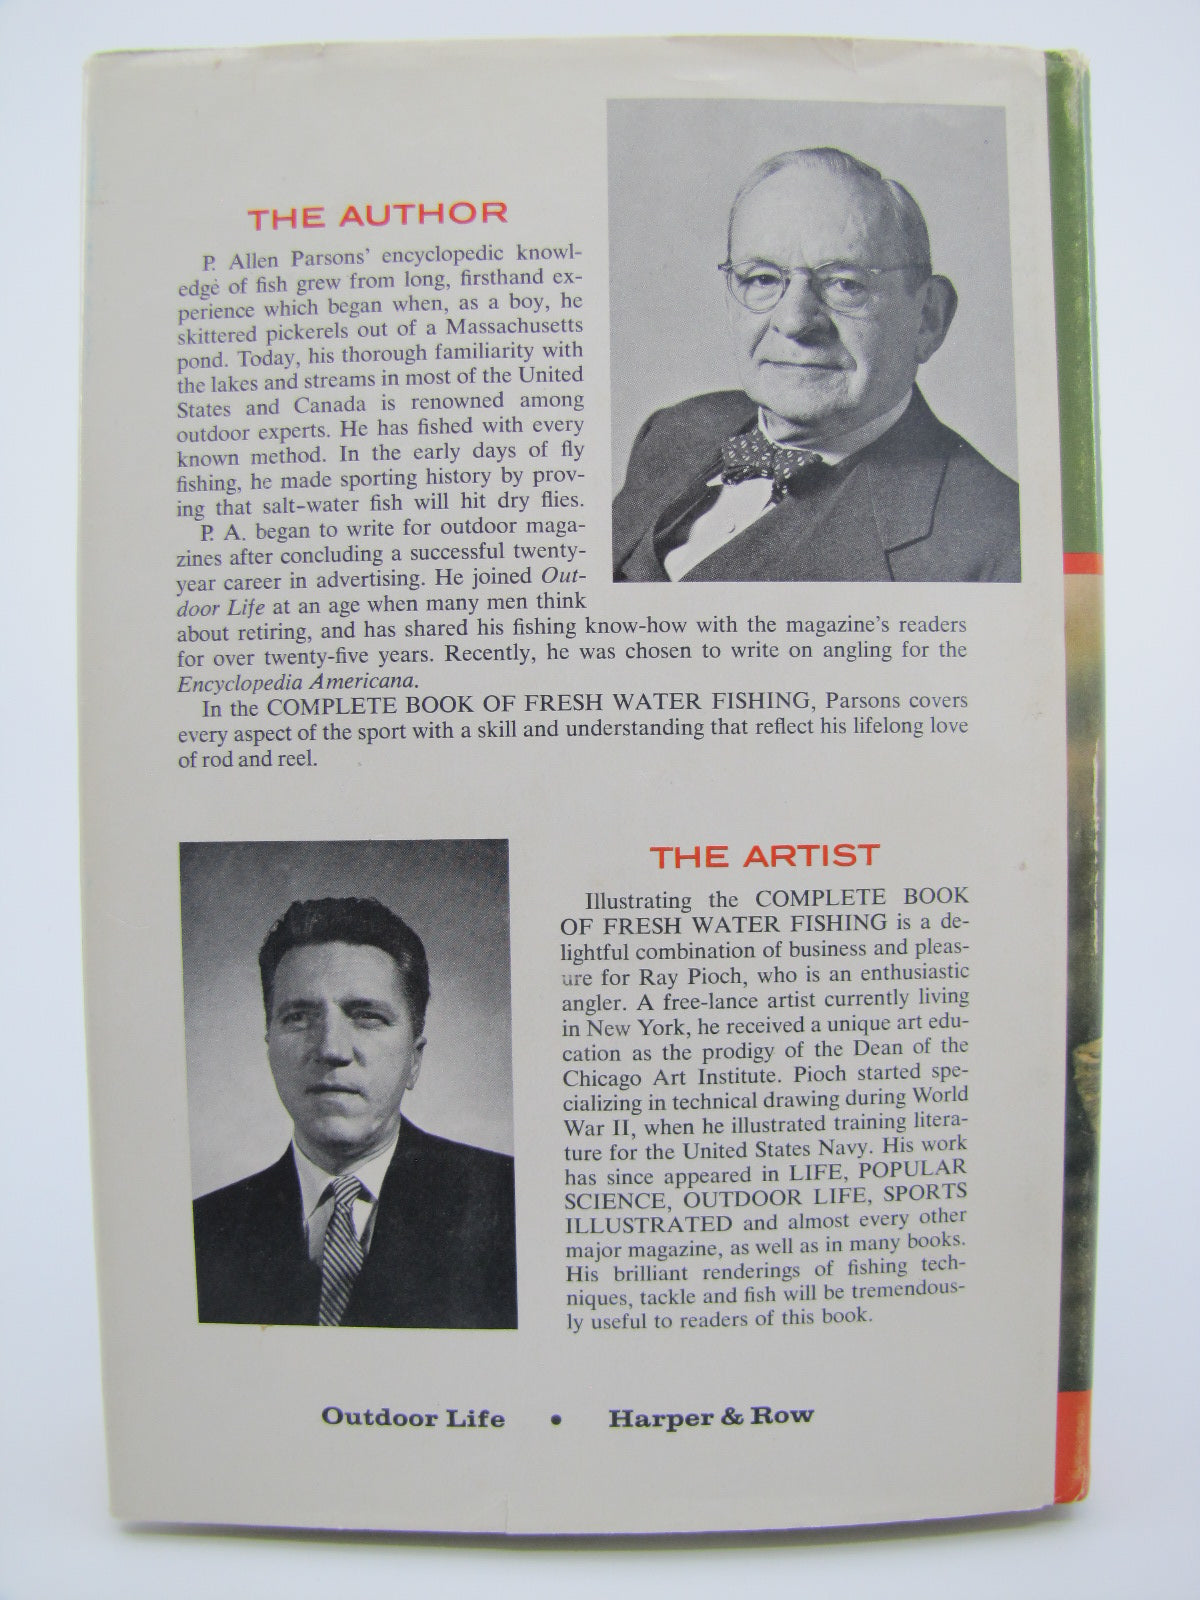 THE AUTHOR
P. Allen Parsons' encyclopedic knowl-
edge of fish grew from long, firsthand ex-
perience which began when, as a boy, he
skittered pickerels out of a Massachusetts
pond. Today, his thorough familiarity with
the lakes and streams in most of the United
States and Canada is renowned among
outdoor experts. He has fished with every
known method. In the early days of fly
fishing, he made sporting history by prov-
ing that salt-water fish will hit dry flies.
P. A. began to write for outdoor maga-
zines after concluding a successful twenty-
year career in advertising. He joined Out-
door Life at an age when many men think
about retiring, and has shared his fishing know-how with the magazine's readers
for over twenty-five years. Recently, he was chosen to write on angling for the
Encyclopedia Americana.
In the COMPLETE BOOK OF FRESH WATER FISHING, Parsons covers
every aspect of the sport with a skill and understanding that reflect his lifelong love
of rod and reel.
THE ARTIST
Illustrating the COMPLETE BOOK
OF FRESH WATER FISHING is a de-
lightful combination of business and pleas-
ure for Ray Pioch, who is an enthusiastic
angler. A free-lance artist currently living
in New York, he received a unique art edu-
cation as the prodigy of the Dean of the
Chicago Art Institute. Pioch started spe-
cializing in technical drawing during World
War II, when he illustrated training litera-
ture for the United States Navy. His work
has since appeared in LIFE, POPULAR
SCIENCE, OUTDOOR LIFE, SPORTS
ILLUSTRATED and almost every other
major magazine, as well as in many books.
His brilliant renderings of fishing tech-
niques, tackle and fish will be tremendous-
ly useful to readers of this book.
Outdoor Life • Harper & Row